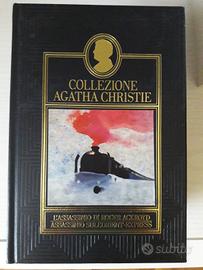 COLLEZIONE
AGATHA CHRISTIE
L'ASSASSINIO DI ROGER ACKROYD
ASSASSINIO SULL'ORIENT-EXPRESS
subito